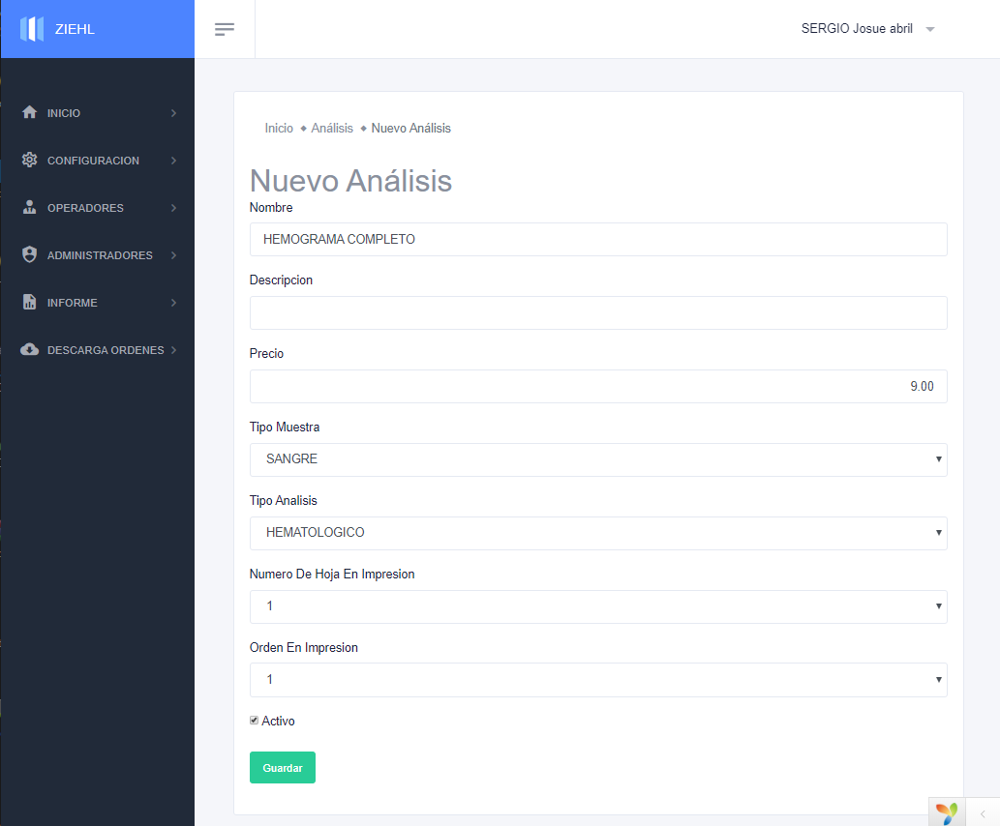 ZIEHL
SERGIO Josue abril
INICIO
CONFIGURACION
OPERADORES
ADMINISTRADORES
INFORME
DESCARGA ORDENES
Inicio ◆ Análisis ◆ Nuevo Análisis
Nuevo Análisis
Nombre
HEMOGRAMA COMPLETO
Descripcion
Precio
9.00
Tipo Muestra
SANGRE
Tipo Analisis
HEMATOLOGICO
Numero De Hoja En Impresion
1
Orden En Impresion
1
Activo
Guardar